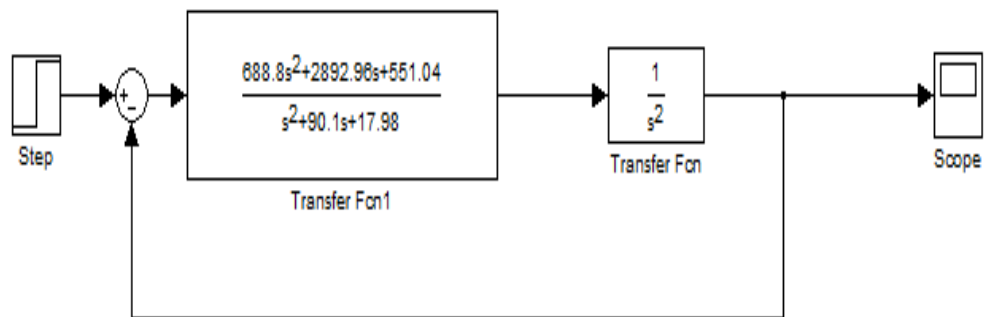 688.8s²+2892.96s+551.04
s²+90.1s+17.98
1
s²
+
−
Step
Transfer Fcn1
Transfer Fcn
Scope